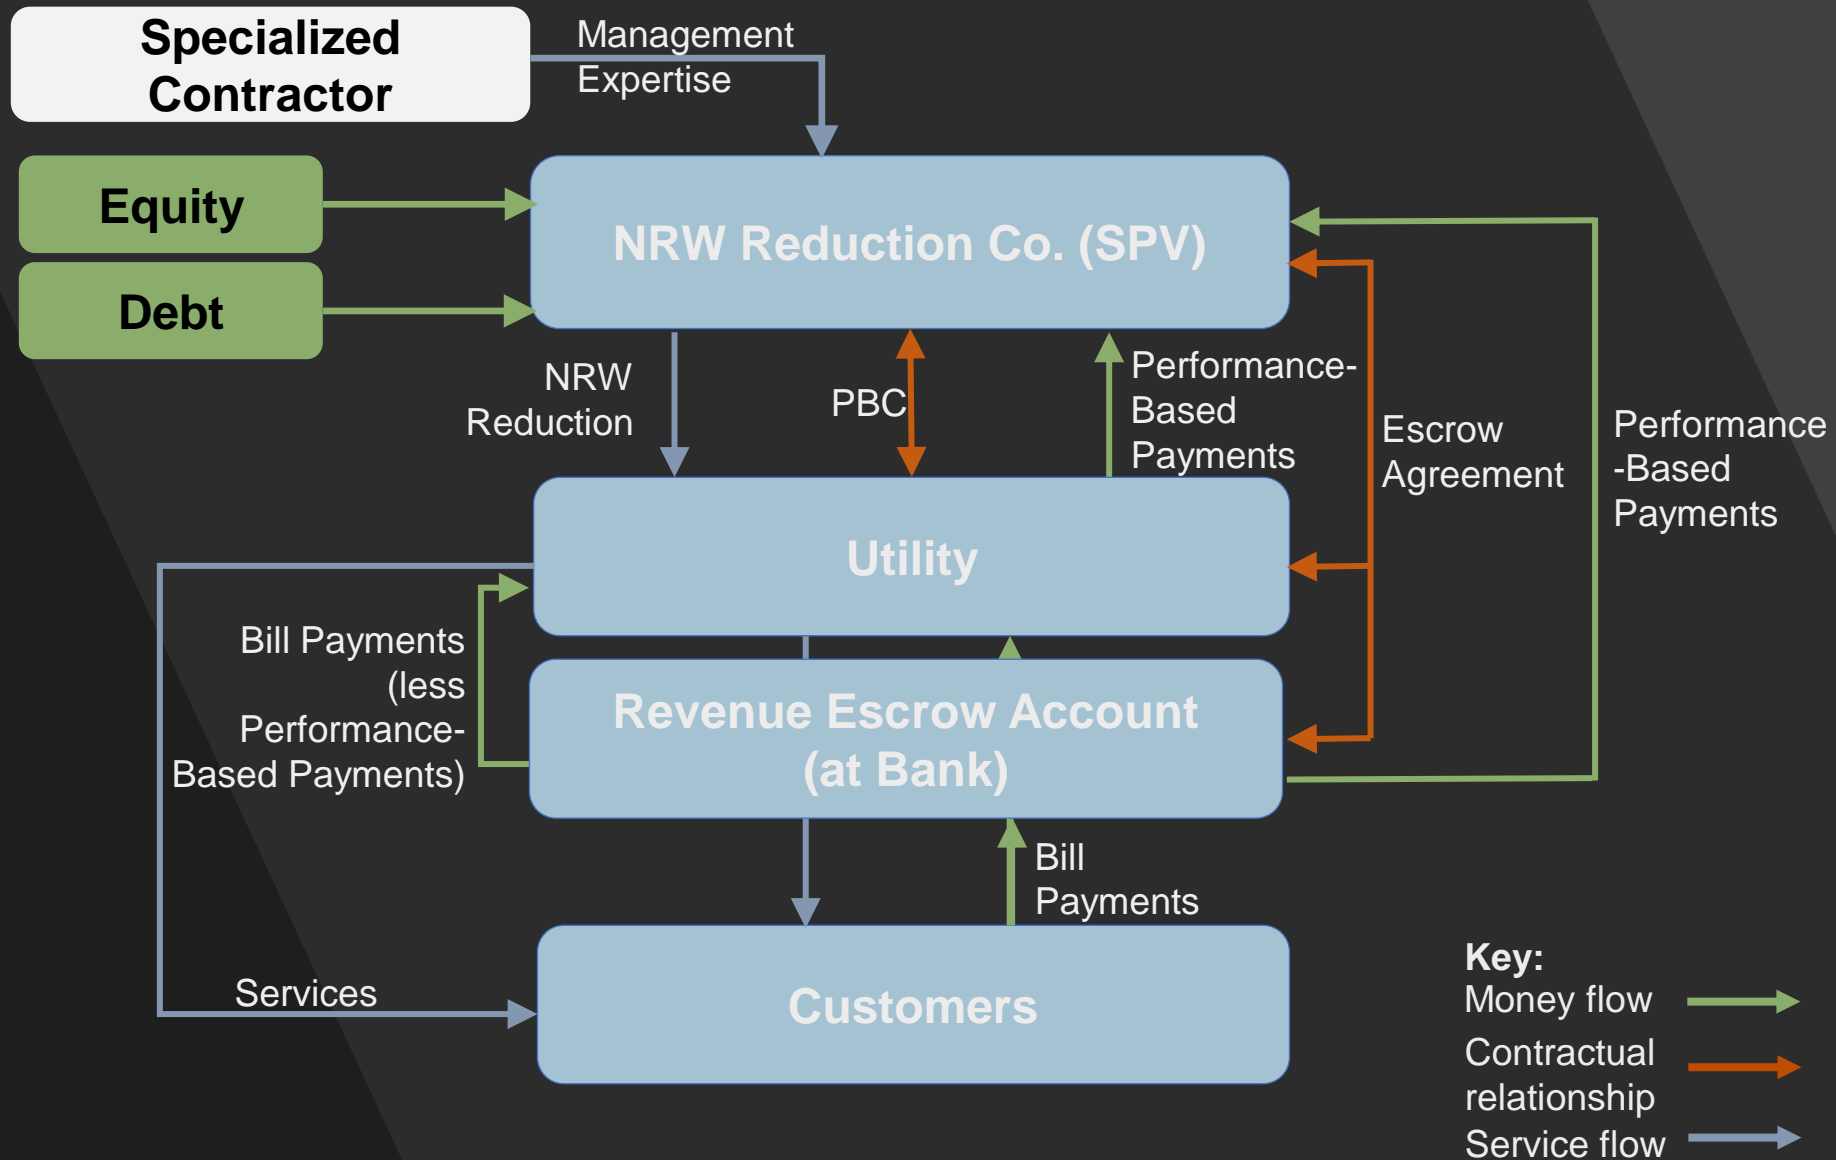 Specialized
Contractor
Management
Expertise
Equity
Debt
NRW Reduction Co. (SPV)
NRW
Reduction
PBC
Performance-
Based
Payments
Escrow
Agreement
Performance
-Based
Payments
Utility
Bill Payments
(less
Performance-
Based Payments)
Revenue Escrow Account
(at Bank)
Bill
Payments
Services
Customers
Key:
Money flow
Contractual
relationship
Service flow